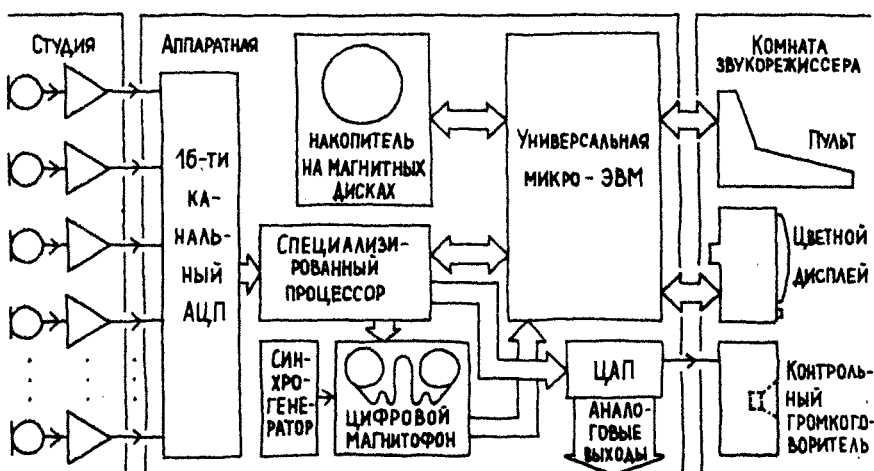 Студия
Аппаратная
Комната
звукорежиссера
16-ти
ка-
наль-
ный
АЦП
накопитель
на магнитных
дисках
Универсальная
микро-ЭВМ
Пульт
Специализи-
рованный
процессор
Цветной
дисплей
Син-
хро-
гене-
ратор
цифровой
магнитофон
ЦАП
анало-
говые
выходы
Контроль-
ный
громкого-
воритель